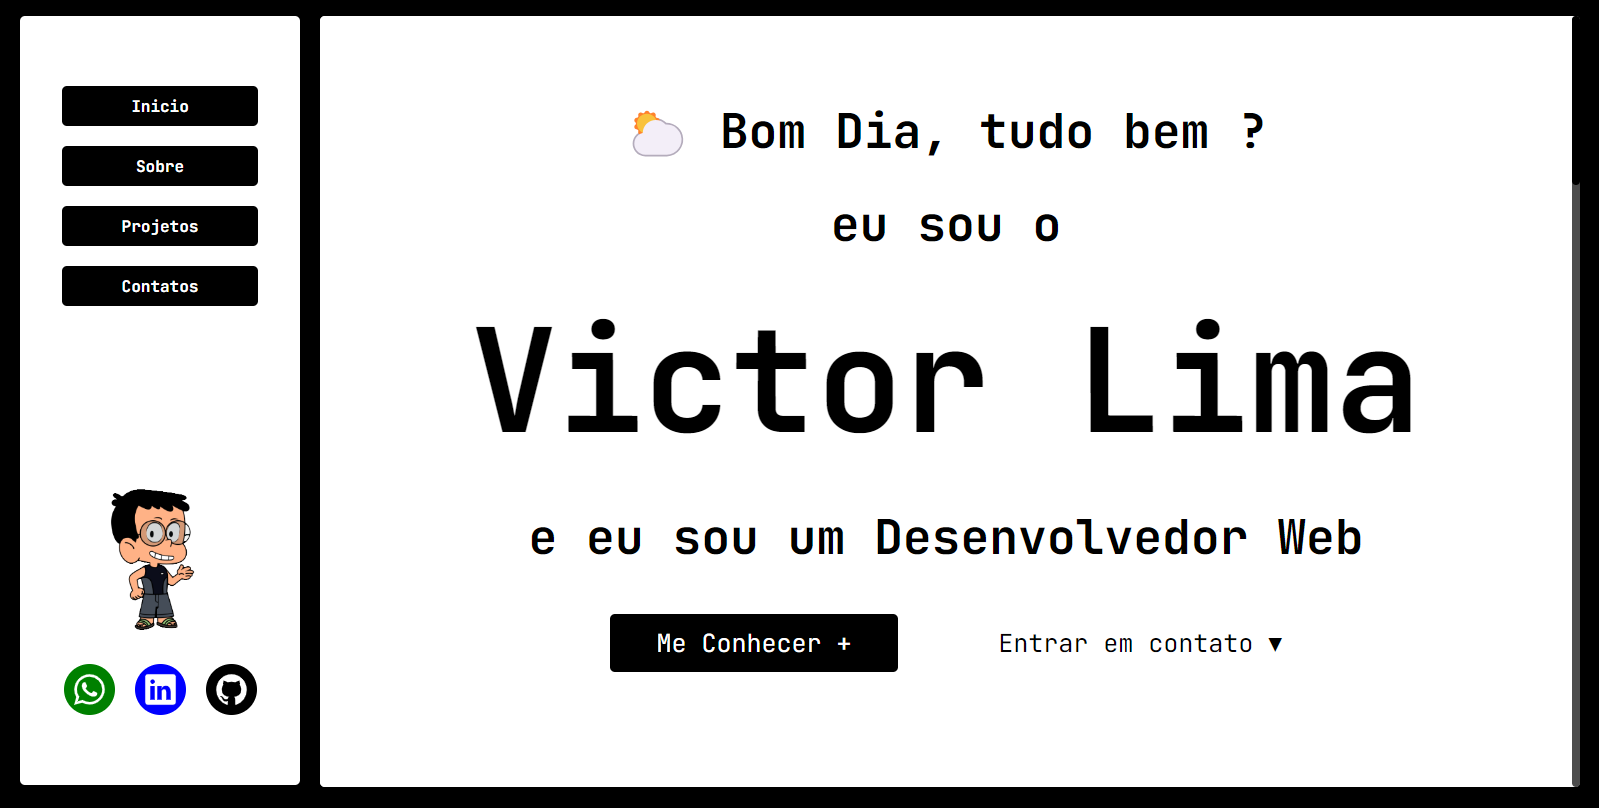 Inicio
Sobre
Projetos
Contatos
Bom Dia, tudo bem ?
eu sou o
Victor Lima
e eu sou um Desenvolvedor Web
Me Conhecer +
Entrar em contato ▼
in